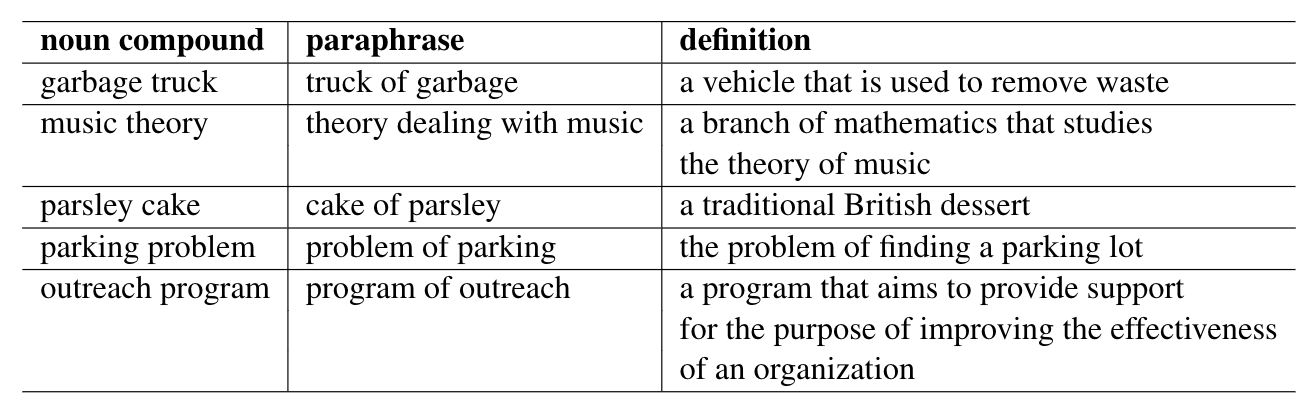 noun compound paraphrase definition
garbage truck truck of garbage a vehicle that is used to remove waste
music theory theory dealing with music a branch of mathematics that studies
the theory of music
parsley cake cake of parsley a traditional British dessert
parking problem problem of parking the problem of finding a parking lot
outreach program program of outreach a program that aims to provide support
for the purpose of improving the effectiveness
of an organization